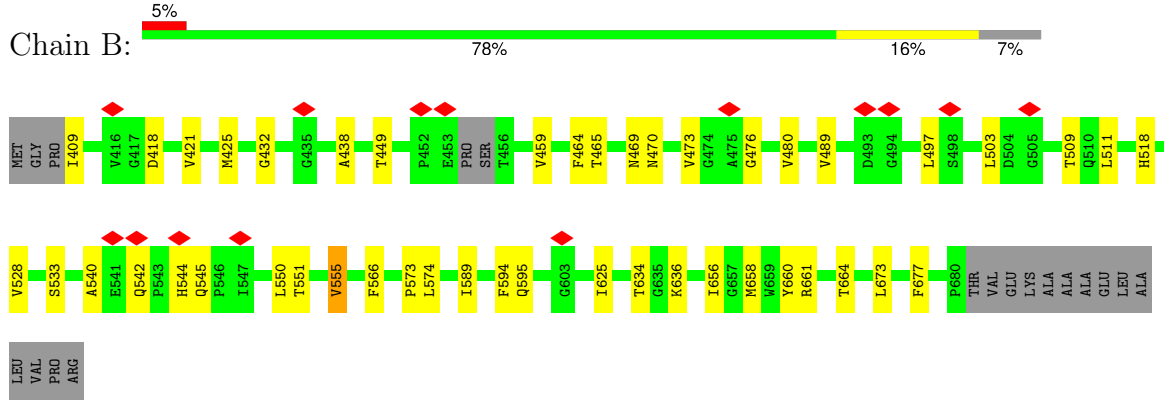 5%
Chain B:
78% 16% 7%
MET GLY PRO I409 V416 G417 D418 V421 M425 G432 G435 A438 T449 P452 E453 PRO SER T456 V459 F464 T465 N469 N470 V473 G474 A475 G476 V480 V489 D493 G494 L497 S498 L503 D504 G505 T509 Q510 L511 H518
V528 S533 A540 E541 Q542 P543 H544 Q545 P546 I547 L550 T551 V555 F566 P573 L574 I589 F594 Q595 G603 I625 T634 G635 K636 I656 G657 M658 W659 Y660 R661 T664 L673 F677 P680 THR VAL GLU LYS ALA ALA ALA GLU LEU ALA
LEU VAL PRO ARG